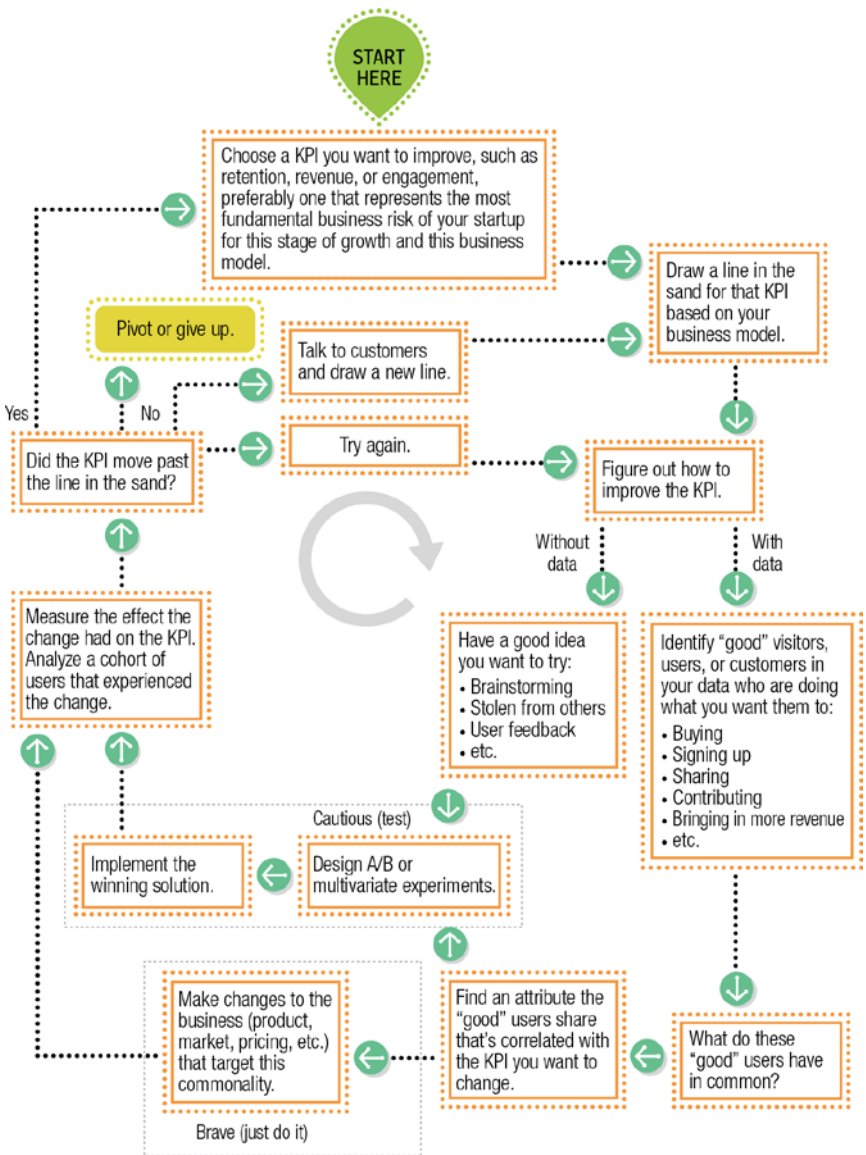 START
HERE
Choose a KPI you want to improve, such as
retention, revenue, or engagement,
preferably one that represents the most
fundamental business risk of your startup
for this stage of growth and this business
model.
Draw a line in the
sand for that KPI
based on your
business model.
Pivot or give up.
Talk to customers
and draw a new line.
Yes
No
Try again.
Did the KPI move past
the line in the sand?
Figure out how to
improve the KPI.
Without
data
With
data
Measure the effect the
change had on the KPI.
Analyze a cohort of
users that experienced
the change.
Have a good idea
you want to try:
• Brainstorming
• Stolen from others
• User feedback
• etc.
Identify “good” visitors,
users, or customers in
your data who are doing
what you want them to:
• Buying
• Signing up
• Sharing
• Contributing
• Bringing in more revenue
• etc.
Cautious (test)
Implement the
winning solution.
Design A/B or
multivariate experiments.
Make changes to the
business (product,
market, pricing, etc.)
that target this
commonality.
Find an attribute the
“good” users share
that’s correlated with
the KPI you want to
change.
What do these
“good” users have
in common?
Brave (just do it)